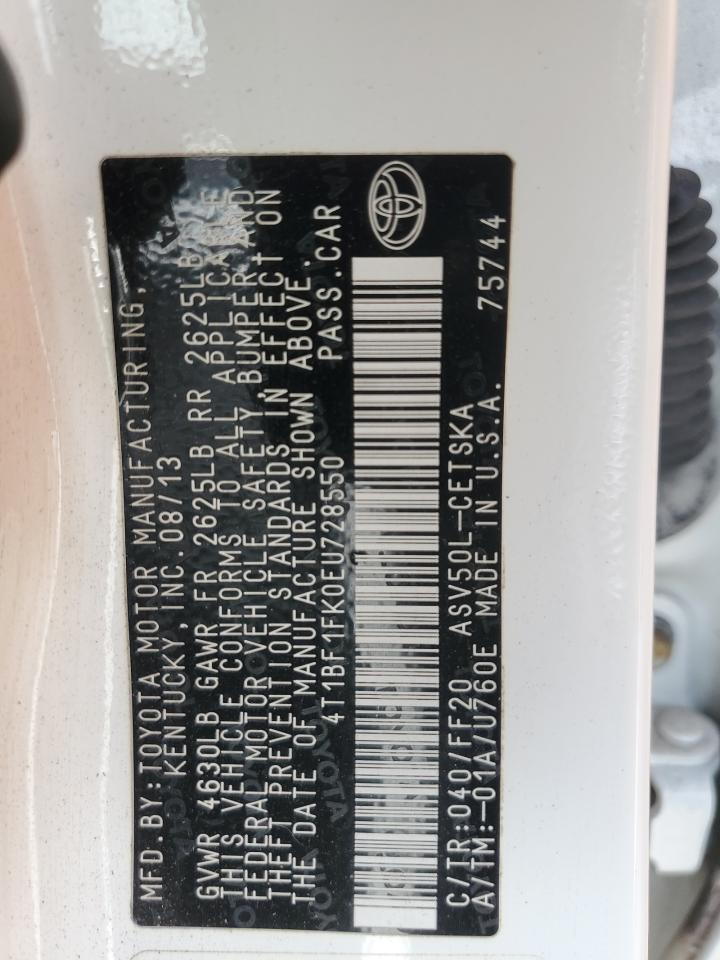 MFD BY:TOYOTA MOTOR MANUFACTURING,
KENTUCKY, INC.08/13
GVWR 4630LB GAWR FR 2625LB RR 2625LB
THIS VEHICLE CONFORMS TO ALL APPLICABLE
FEDERAL MOTOR VEHICLE SAFETY BUMPER AND
THEFT PREVENTION STANDARDS IN EFFECT ON
THE DATE OF MANUFACTURE SHOWN ABOVE.
4T1BF1FK0EU728550 PASS.CAR
C/TR:040/FF20 ASV50L-CETSKA 75744
A/TM:-01A/U760E MADE IN U.S.A.